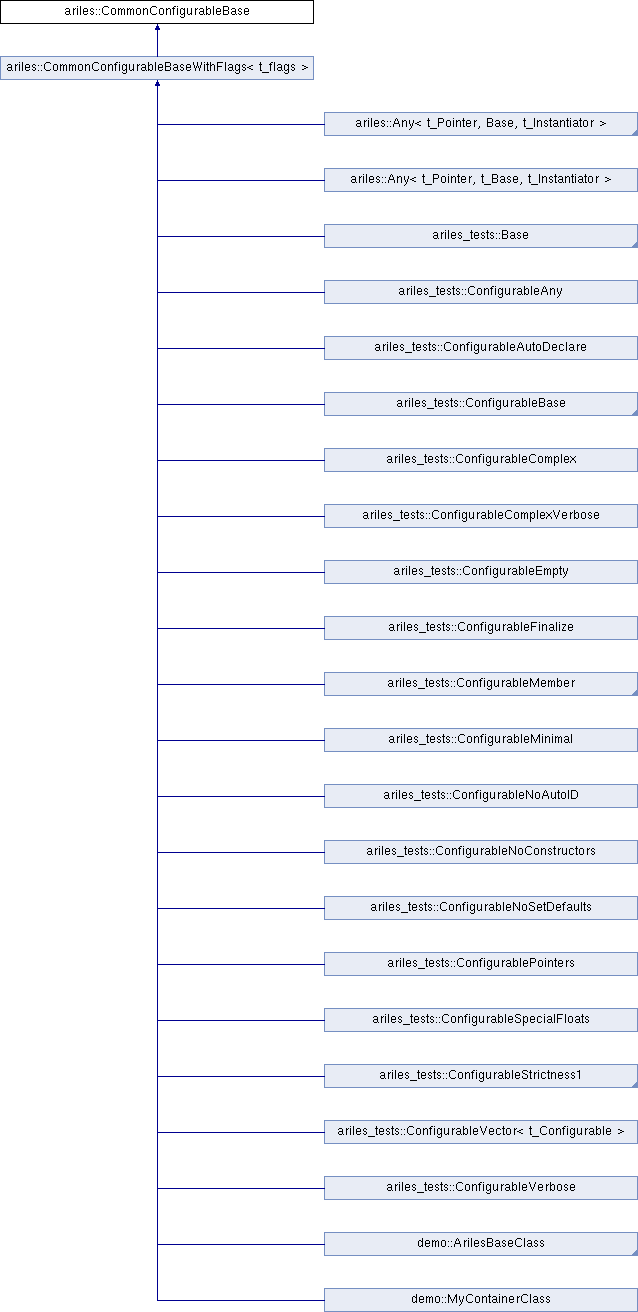 ariles::CommonConfigurableBase
ariles::CommonConfigurableBaseWithFlags< t_flags >
ariles::Any< t_Pointer, Base, t_Instantiator >
ariles::Any< t_Pointer, t_Base, t_Instantiator >
ariles_tests::Base
ariles_tests::ConfigurableAny
ariles_tests::ConfigurableAutoDeclare
ariles_tests::ConfigurableBase
ariles_tests::ConfigurableComplex
ariles_tests::ConfigurableComplexVerbose
ariles_tests::ConfigurableEmpty
ariles_tests::ConfigurableFinalize
ariles_tests::ConfigurableMember
ariles_tests::ConfigurableMinimal
ariles_tests::ConfigurableNoAutoID
ariles_tests::ConfigurableNoConstructors
ariles_tests::ConfigurableNoSetDefaults
ariles_tests::ConfigurablePointers
ariles_tests::ConfigurableSpecialFloats
ariles_tests::ConfigurableStrictness1
ariles_tests::ConfigurableVector< t_Configurable >
ariles_tests::ConfigurableVerbose
demo::ArilesBaseClass
demo::MyContainerClass